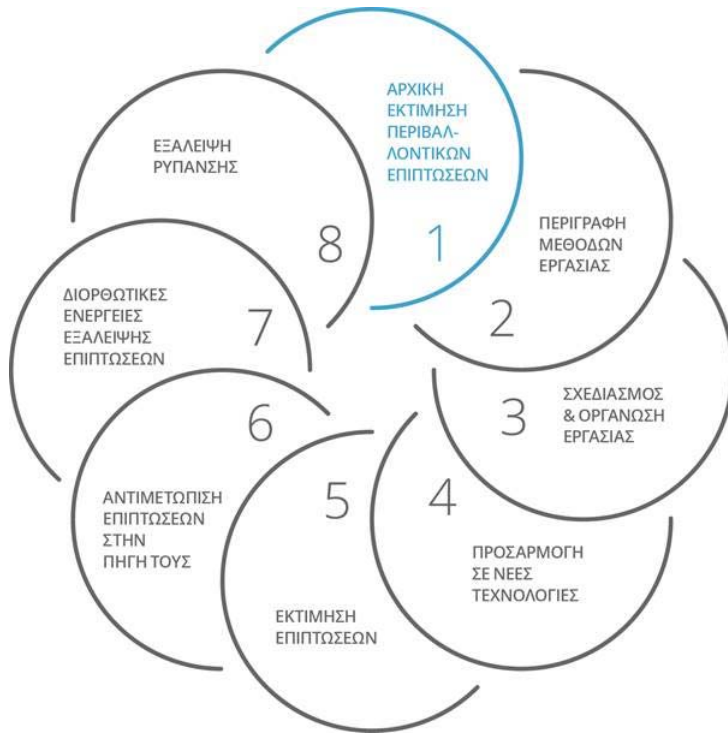 ΑΡΧΙΚΗ
ΕΚΤΙΜΗΣΗ
ΠΕΡΙΒΑΛ-
ΛΟΝΤΙΚΩΝ
ΕΠΙΠΤΩΣΕΩΝ
1
ΠΕΡΙΓΡΑΦΗ
ΜΕΘΟΔΩΝ
ΕΡΓΑΣΙΑΣ
2
ΣΧΕΔΙΑΣΜΟΣ
& ΟΡΓΑΝΩΣΗ
ΕΡΓΑΣΙΑΣ
3
ΠΡΟΣΑΡΜΟΓΗ
ΣΕ ΝΕΕΣ
ΤΕΧΝΟΛΟΓΙΕΣ
4
ΕΚΤΙΜΗΣΗ
ΕΠΙΠΤΩΣΕΩΝ
5
ΑΝΤΙΜΕΤΩΠΙΣΗ
ΕΠΙΠΤΩΣΕΩΝ
ΣΤΗΝ
ΠΗΓΗ ΤΟΥΣ
6
ΔΙΟΡΘΩΤΙΚΕΣ
ΕΝΕΡΓΕΙΕΣ
ΕΞΑΛΕΙΨΗΣ
ΕΠΙΠΤΩΣΕΩΝ
7
ΕΞΑΛΕΙΨΗ
ΡΥΠΑΝΣΗΣ
8